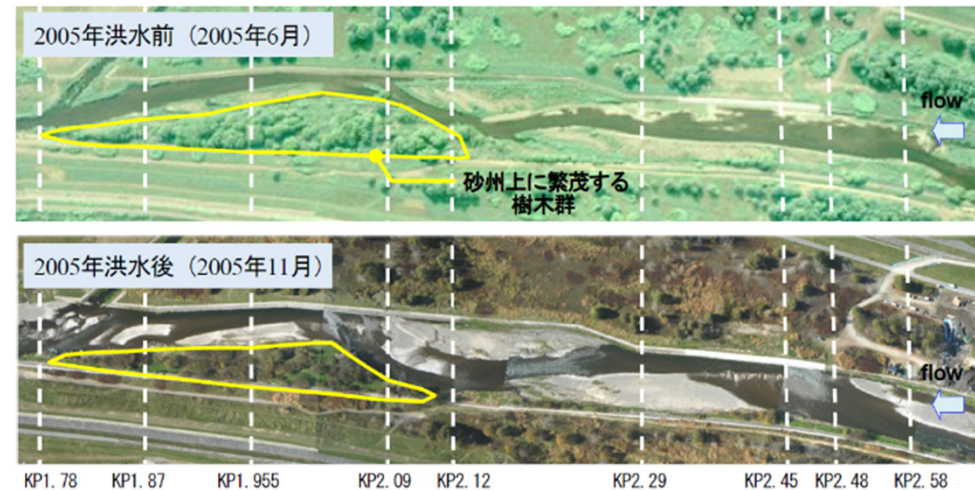 2005年洪水前（2005年6月）
flow
砂州上に繁茂する
樹木群
2005年洪水後（2005年11月）
flow
KP1.78 KP1.87 KP1.955 KP2.09 KP2.12 KP2.29 KP2.45 KP2.48 KP2.58